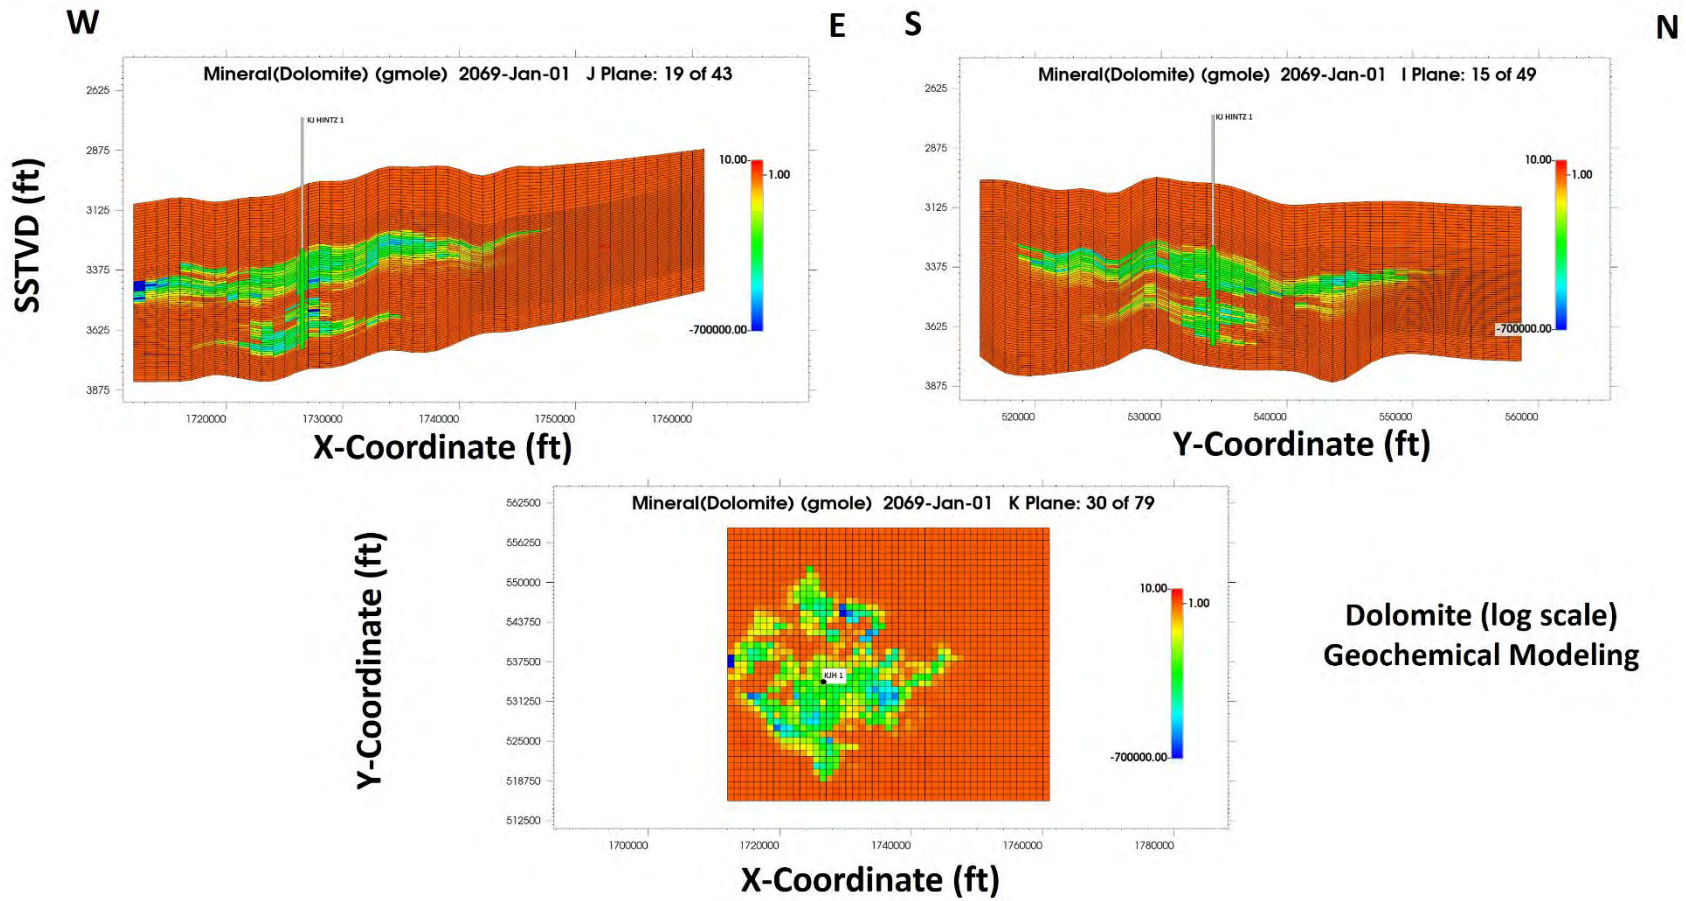 W
E
S
N
Mineral(Dolomite) (gmole) 2069-Jan-01 J Plane: 19 of 43
KJ HINTZ 1
SSTVD (ft)
2625
2875
3125
3375
3625
3875
10.00
1.00
-700000.00
1720000
1730000
1740000
1750000
1760000
X-Coordinate (ft)
Mineral(Dolomite) (gmole) 2069-Jan-01 I Plane: 15 of 49
KJ HINTZ 1
2625
2875
3125
3375
3625
3875
10.00
1.00
-700000.00
520000
530000
540000
550000
560000
Y-Coordinate (ft)
Mineral(Dolomite) (gmole) 2069-Jan-01 K Plane: 30 of 79
Y-Coordinate (ft)
562500
556250
550000
543750
537500
531250
525000
518750
512500
KJH 1
10.00
1.00
-700000.00
1700000
1720000
1740000
1760000
1780000
X-Coordinate (ft)
Dolomite (log scale)
Geochemical Modeling